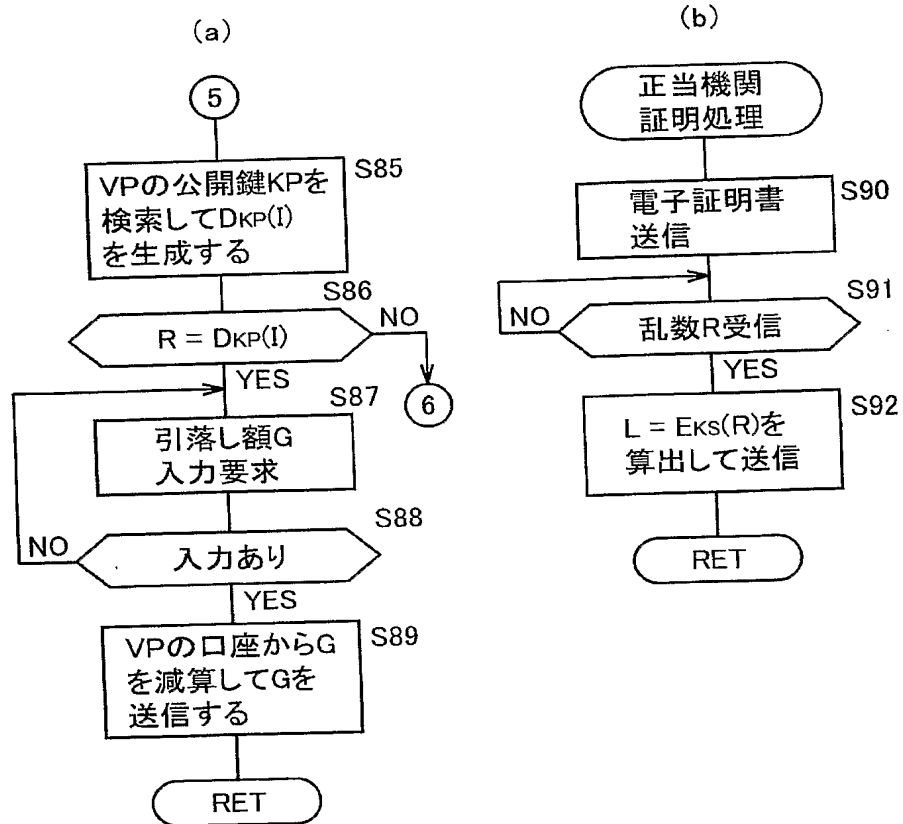 (a)
5
VPの公開鍵KPを
検索してDKP(I)
を生成する
S85
S86
R = DKP(I)
NO
YES
6
S87
引落し額G
入力要求
S88
NO
入力あり
YES
VPの口座からG
を減算してGを
送信する
S89
RET
(b)
正当機関
証明処理
電子証明書
送信
S90
S91
NO
乱数R受信
YES
S92
L = EKS(R)を
算出して送信
RET